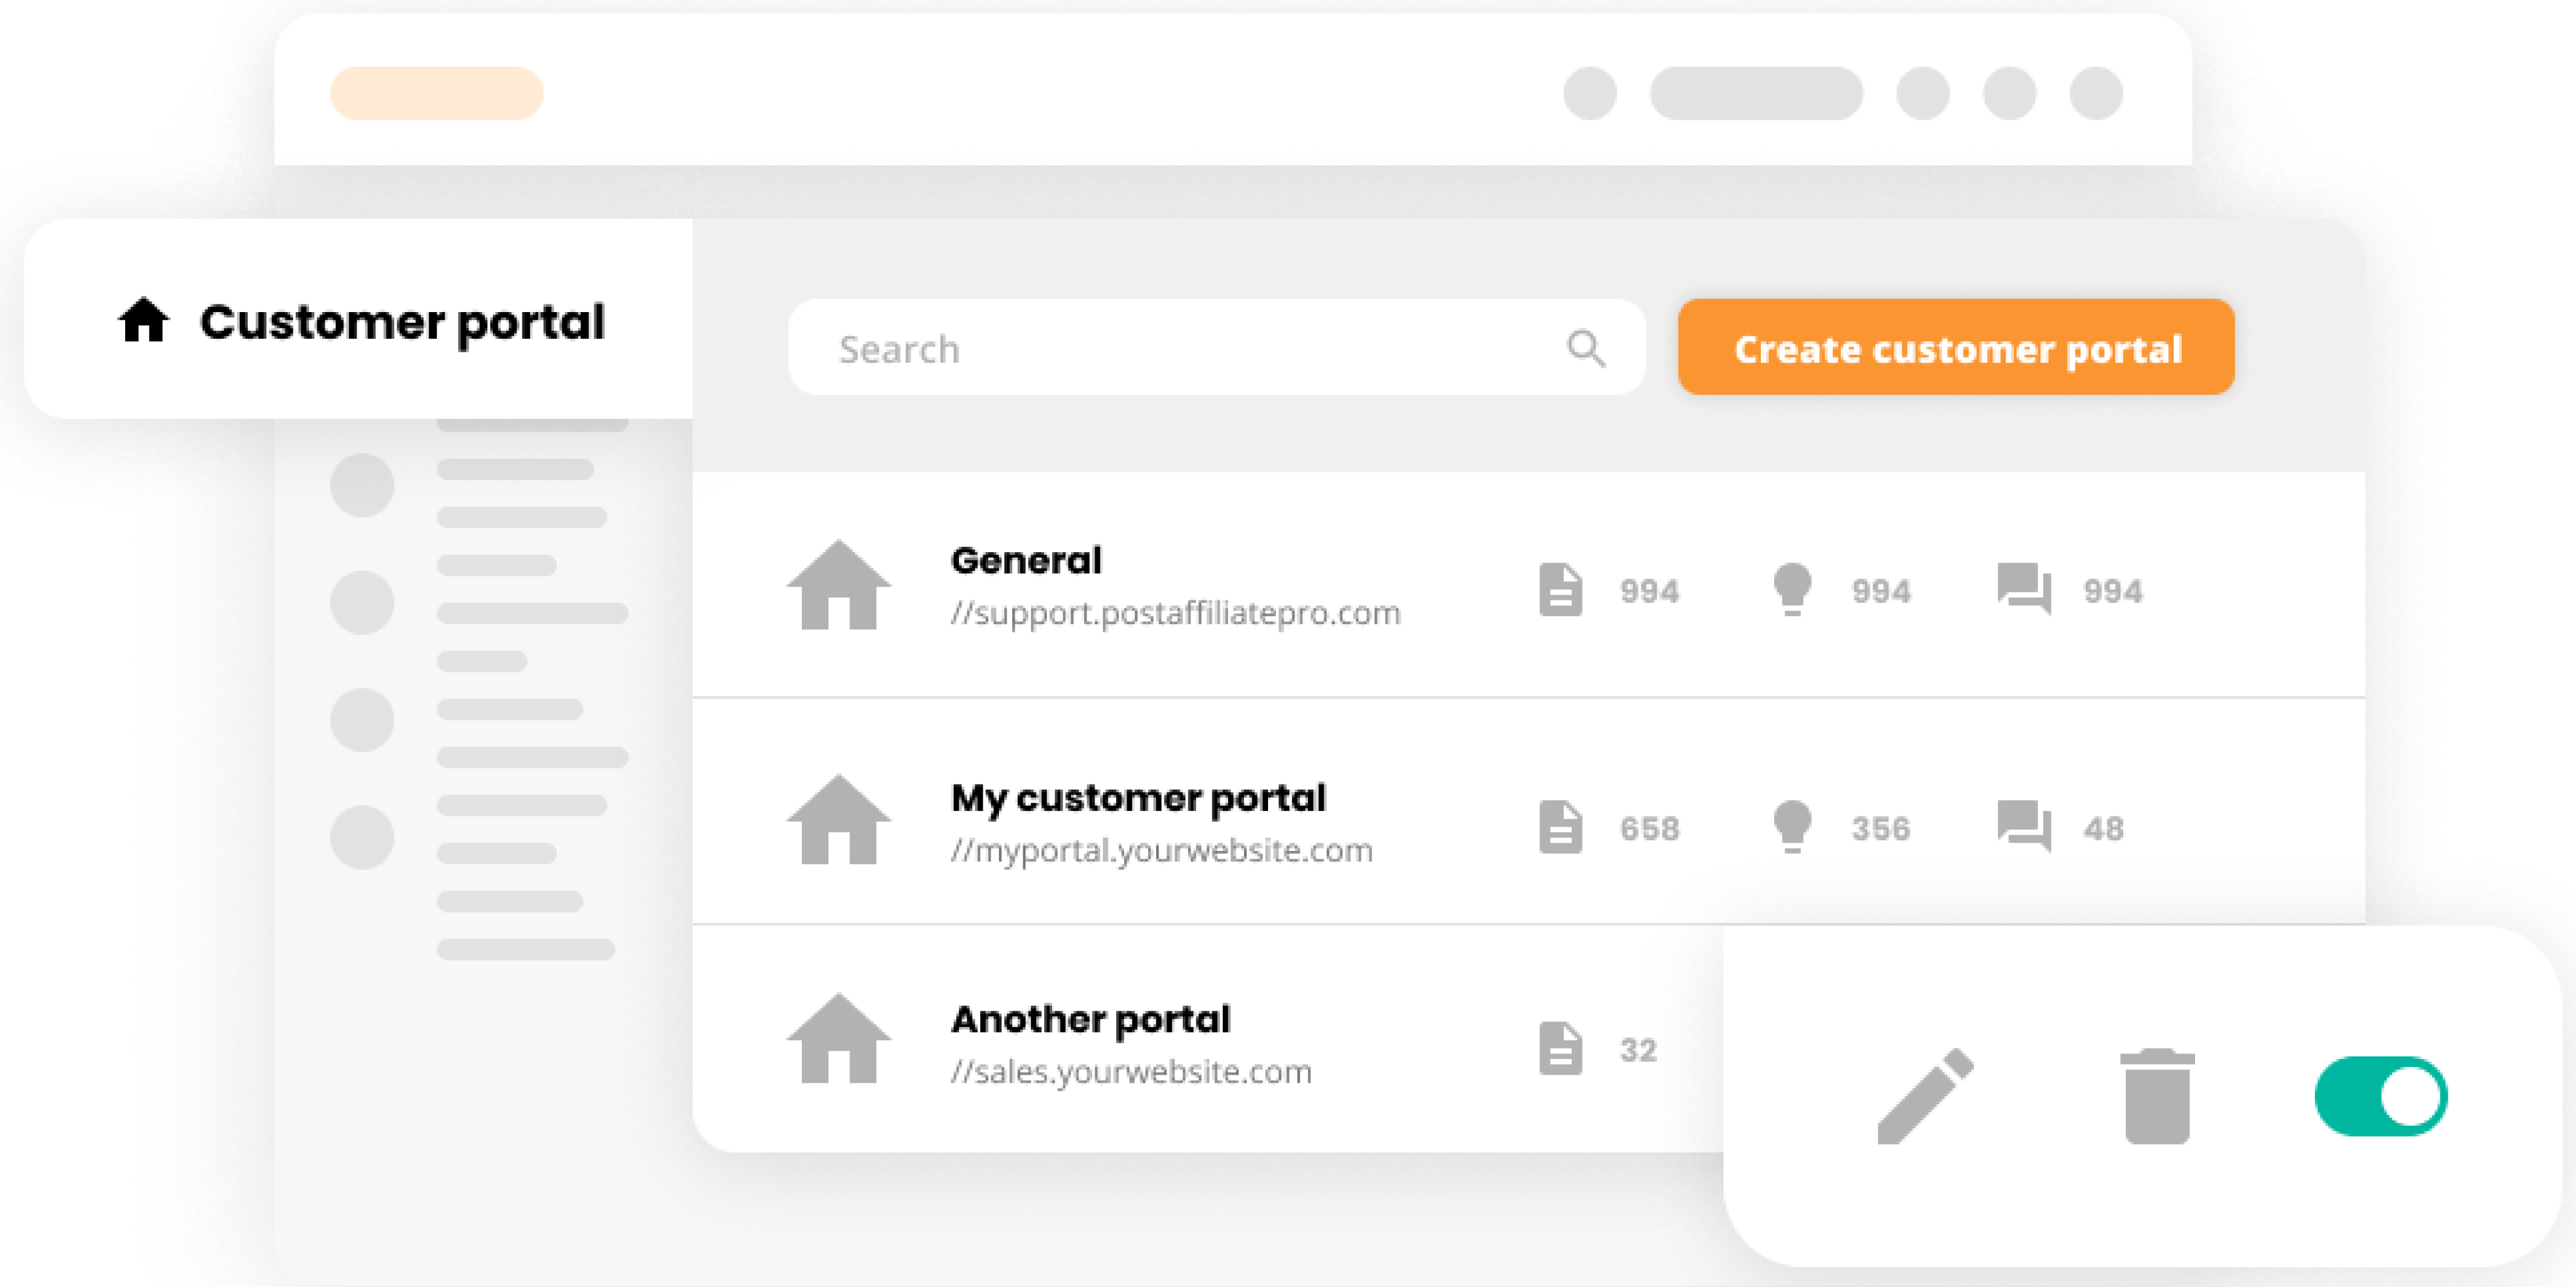 Customer portal
Search
Create customer portal
General
//support.postaffiliatepro.com
994
994
994
My customer portal
//myportal.yourwebsite.com
658
356
48
Another portal
//sales.yourwebsite.com
32